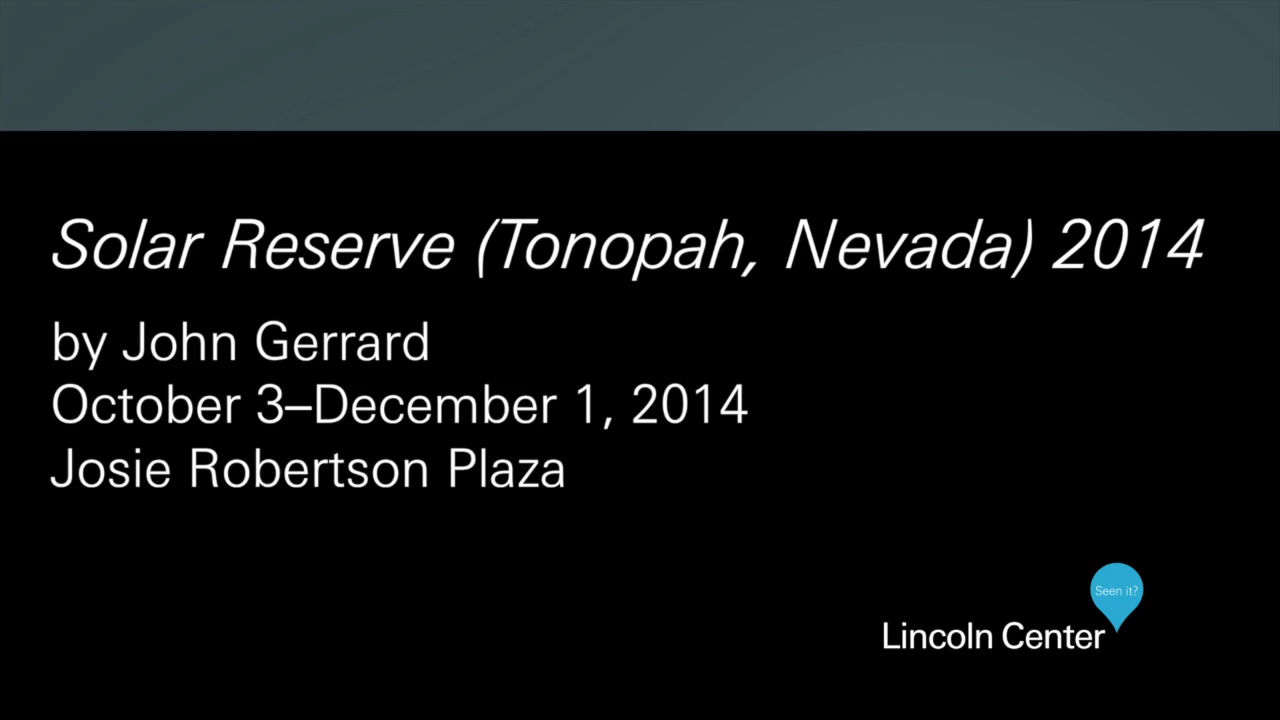 Solar Reserve (Tonopah, Nevada) 2014
by John Gerrard
October 3–December 1, 2014
Josie Robertson Plaza
Seen it?
Lincoln Center